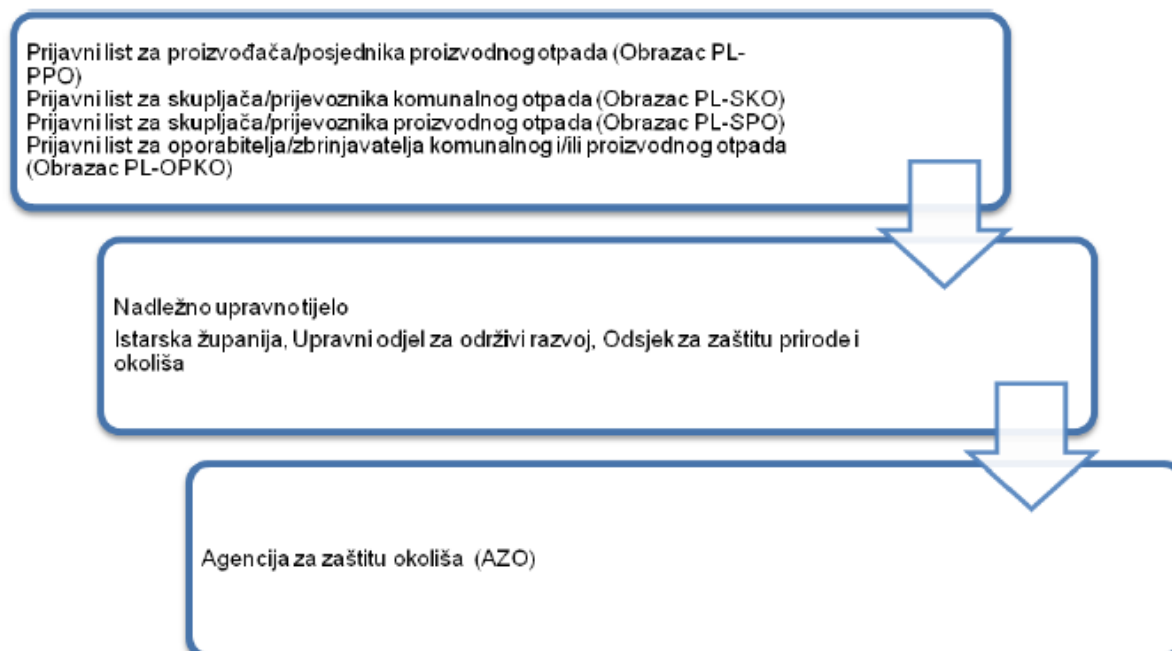 Prijavni list za proizvođača/posjednika proizvodnog otpada (Obrazac PL-
PPO)
Prijavni list za skupljača/prijevoznika komunalnog otpada (Obrazac PL-SKO)
Prijavni list za skupljača/prijevoznika proizvodnog otpada (Obrazac PL-SPO)
Prijavni list za oporabitelja/zbrinjavatelja komunalnog i/ili proizvodnog otpada
(Obrazac PL-OPKO)
Nadležno upravno tijelo
Istarska županija, Upravni odjel za održivi razvoj, Odsjek za zaštitu prirode i
okoliša
Agencija za zaštitu okoliša (AZO)